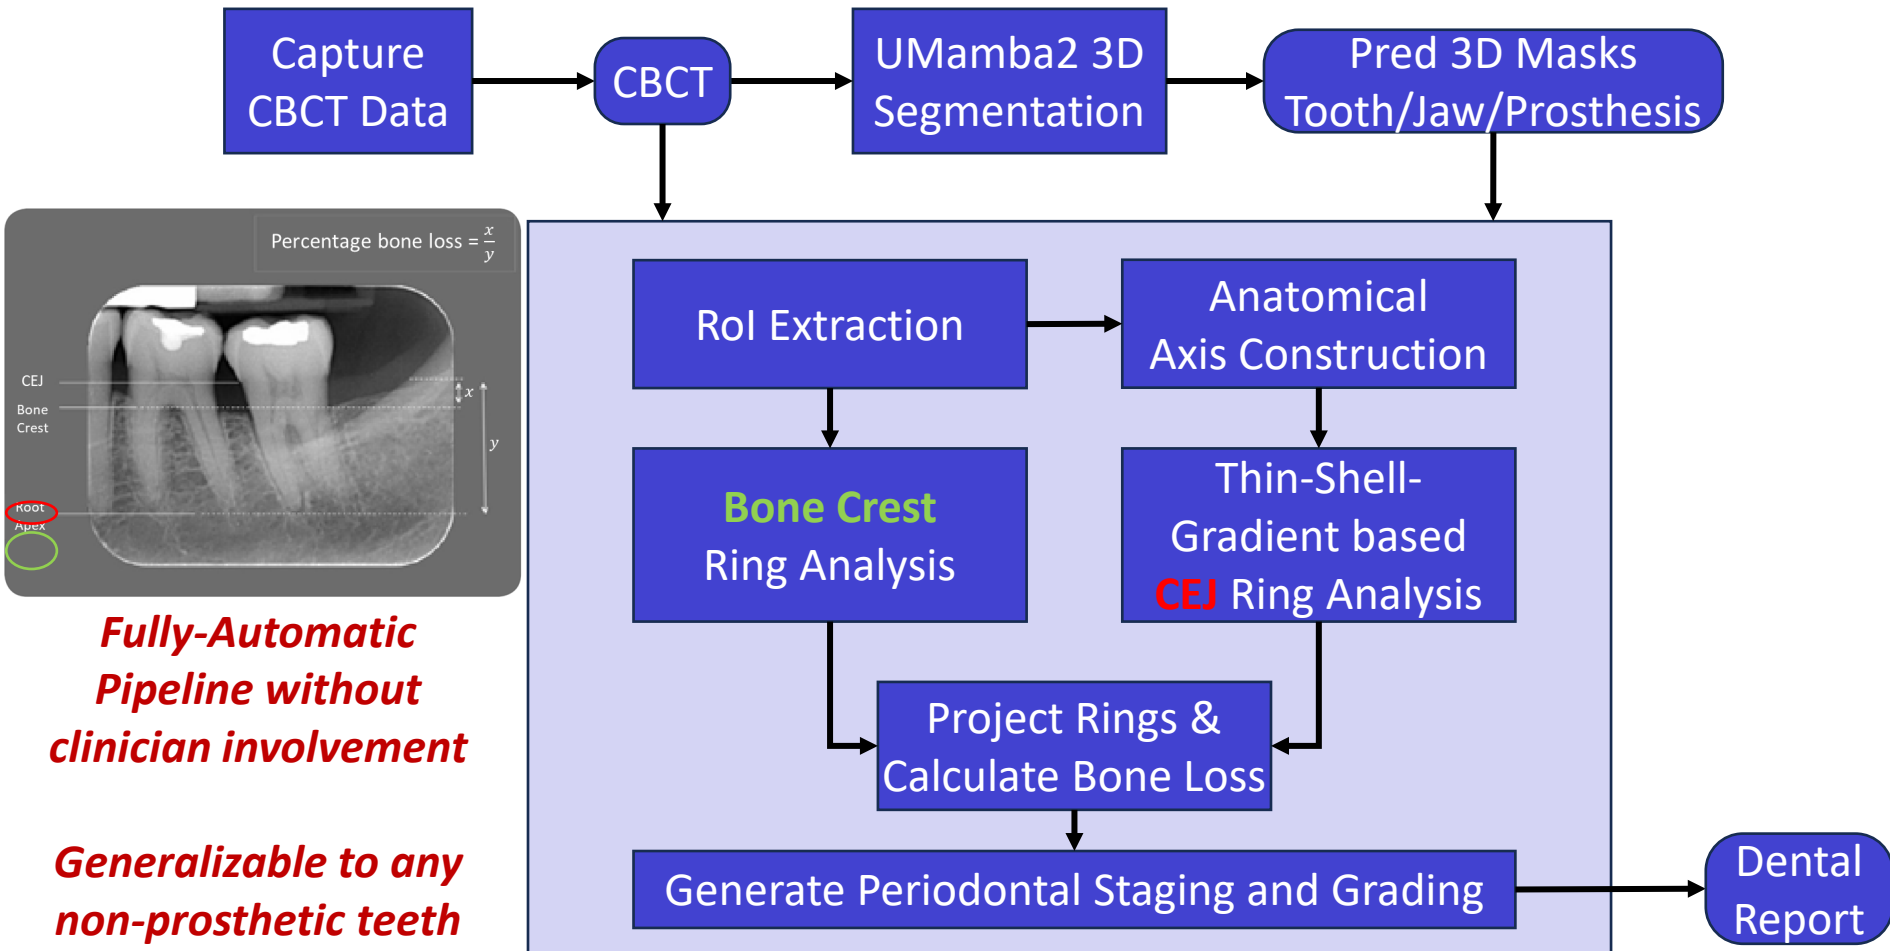 Capture
CBCT Data
CBCT
UMamba2 3D
Segmentation
Pred 3D Masks
Tooth/Jaw/Prosthesis
Percentage bone loss = x/y
CEJ
Bone
Crest
Root
Apex
x
y
Fully-Automatic
Pipeline without
clinician involvement
Generalizable to any
non-prosthetic teeth
RoI Extraction
Anatomical
Axis Construction
Bone Crest
Ring Analysis
Thin-Shell-
Gradient based
CEJ Ring Analysis
Project Rings &
Calculate Bone Loss
Generate Periodontal Staging and Grading
Dental
Report